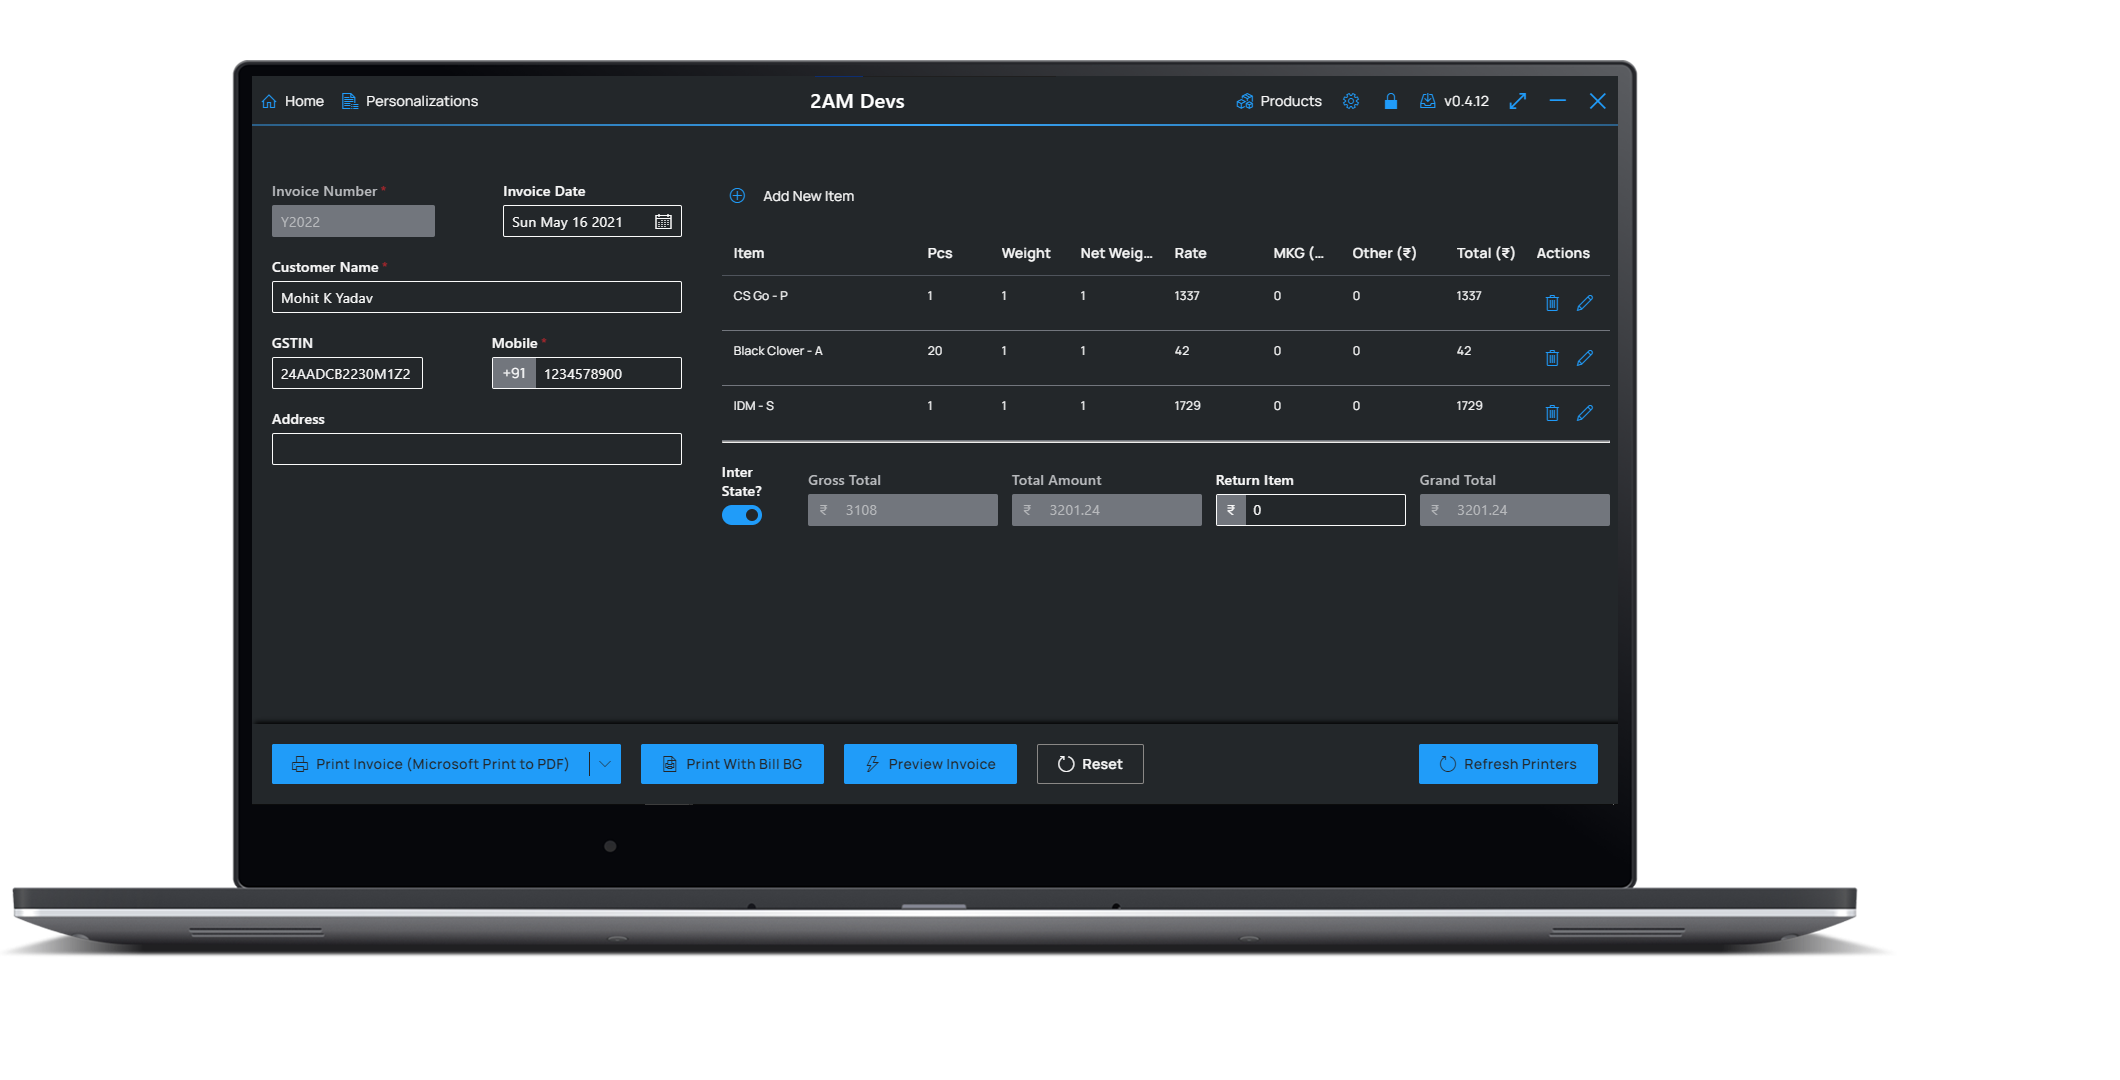 Home Personalizations 2AM Devs Products v0.4.12
Invoice Number * Invoice Date
Y2022 Sun May 16 2021
Customer Name *
Mohit K Yadav
GSTIN Mobile *
24AADCB2230M1Z2 +91 1234578900
Address
Add New Item
Item Pcs Weight Net Weig... Rate MKG (... Other (₹) Total (₹) Actions
CS Go - P 1 1 1 1337 0 0 1337
Black Clover - A 20 1 1 42 0 0 42
IDM - S 1 1 1 1729 0 0 1729
Inter
State?
Gross Total Total Amount Return Item Grand Total
₹ 3108 ₹ 3201.24 ₹ 0 ₹ 3201.24
Print Invoice (Microsoft Print to PDF) Print With Bill BG Preview Invoice Reset Refresh Printers